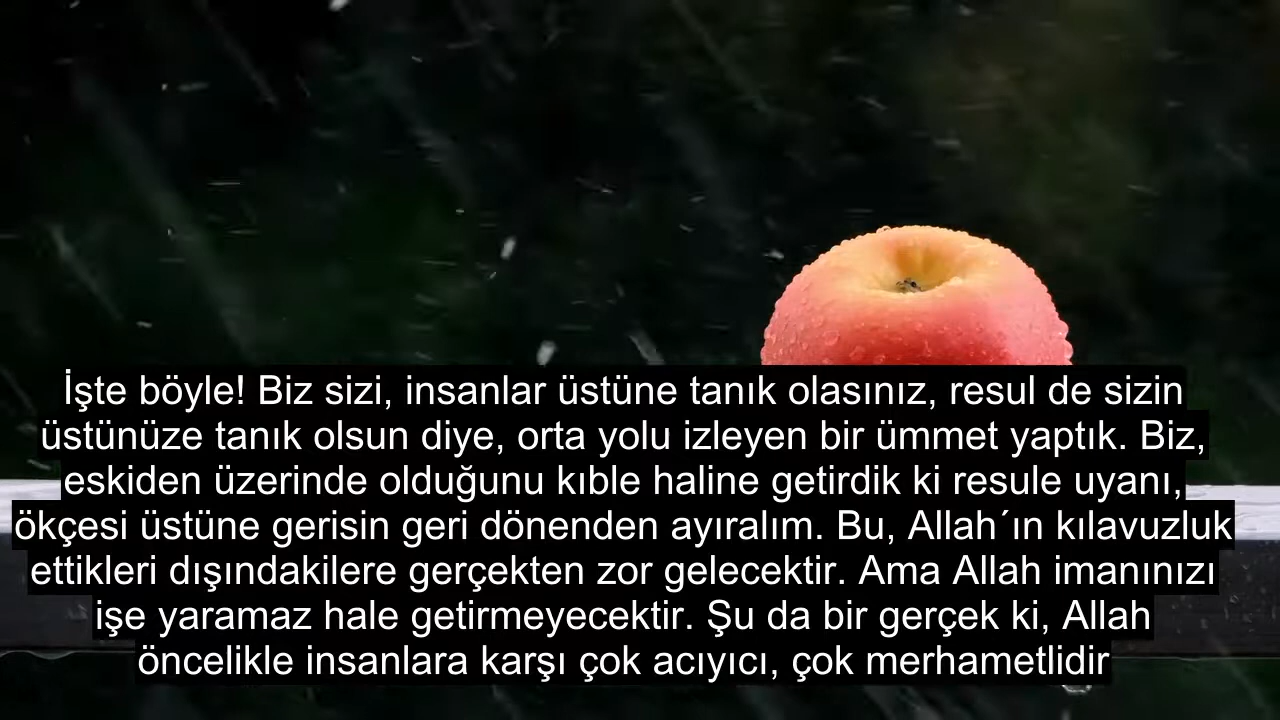 İşte böyle! Biz sizi, insanlar üstüne tanık olasınız, resul de sizin
üstünüze tanık olsun diye, orta yolu izleyen bir ümmet yaptık. Biz,
eskiden üzerinde olduğunu kıble haline getirdik ki resule uyanı,
ökçesi üstüne gerisin geri dönenden ayıralım. Bu, Allah´ın kılavuzluk
ettikleri dışındakilere gerçekten zor gelecektir. Ama Allah imanınızı
işe yaramaz hale getirmeyecektir. Şu da bir gerçek ki, Allah
öncelikle insanlara karşı çok acıyıcı, çok merhametlidir